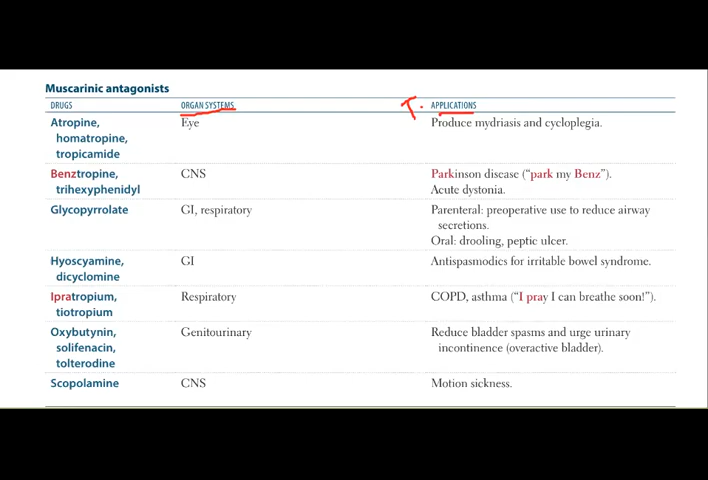 Muscarinic antagonists
DRUGS ORGAN SYSTEMS T. APPLICATIONS
Atropine, Eye Produce mydriasis and cycloplegia.
homatropine,
tropicamide
Benztropine, CNS Parkinson disease (“park my Benz”).
trihexyphenidyl Acute dystonia.
Glycopyrrolate GI, respiratory Parenteral: preoperative use to reduce airway
secretions.
Oral: drooling, peptic ulcer.
Hyoscyamine, GI Antispasmodics for irritable bowel syndrome.
dicyclomine
Ipratropium, Respiratory COPD, asthma (“I pray I can breathe soon!”).
tiotropium
Oxybutynin, Genitourinary Reduce bladder spasms and urge urinary
solifenacin, incontinence (overactive bladder).
tolterodine
Scopolamine CNS Motion sickness.